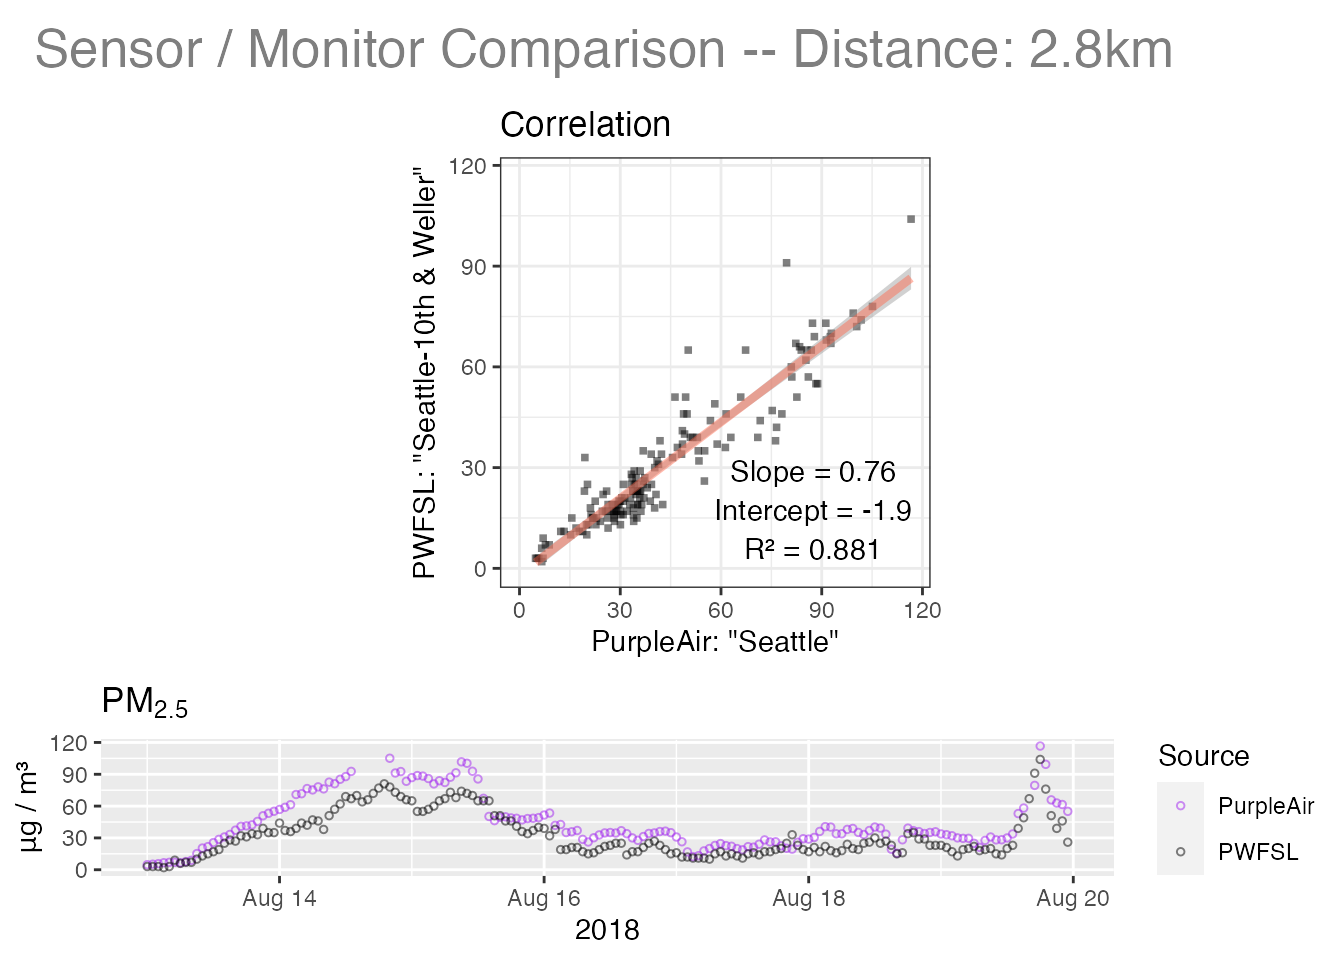 Sensor / Monitor Comparison -- Distance: 2.8km
Correlation
PWFSL: "Seattle-10th & Weller"
120
90
60
30
0
Slope = 0.76
Intercept = -1.9
R² = 0.881
0 30 60 90 120
PurpleAir: "Seattle"
PM2.5
µg / m³
120
90
60
30
0
Aug 14 Aug 16 Aug 18 Aug 20
2018
Source
PurpleAir
PWFSL